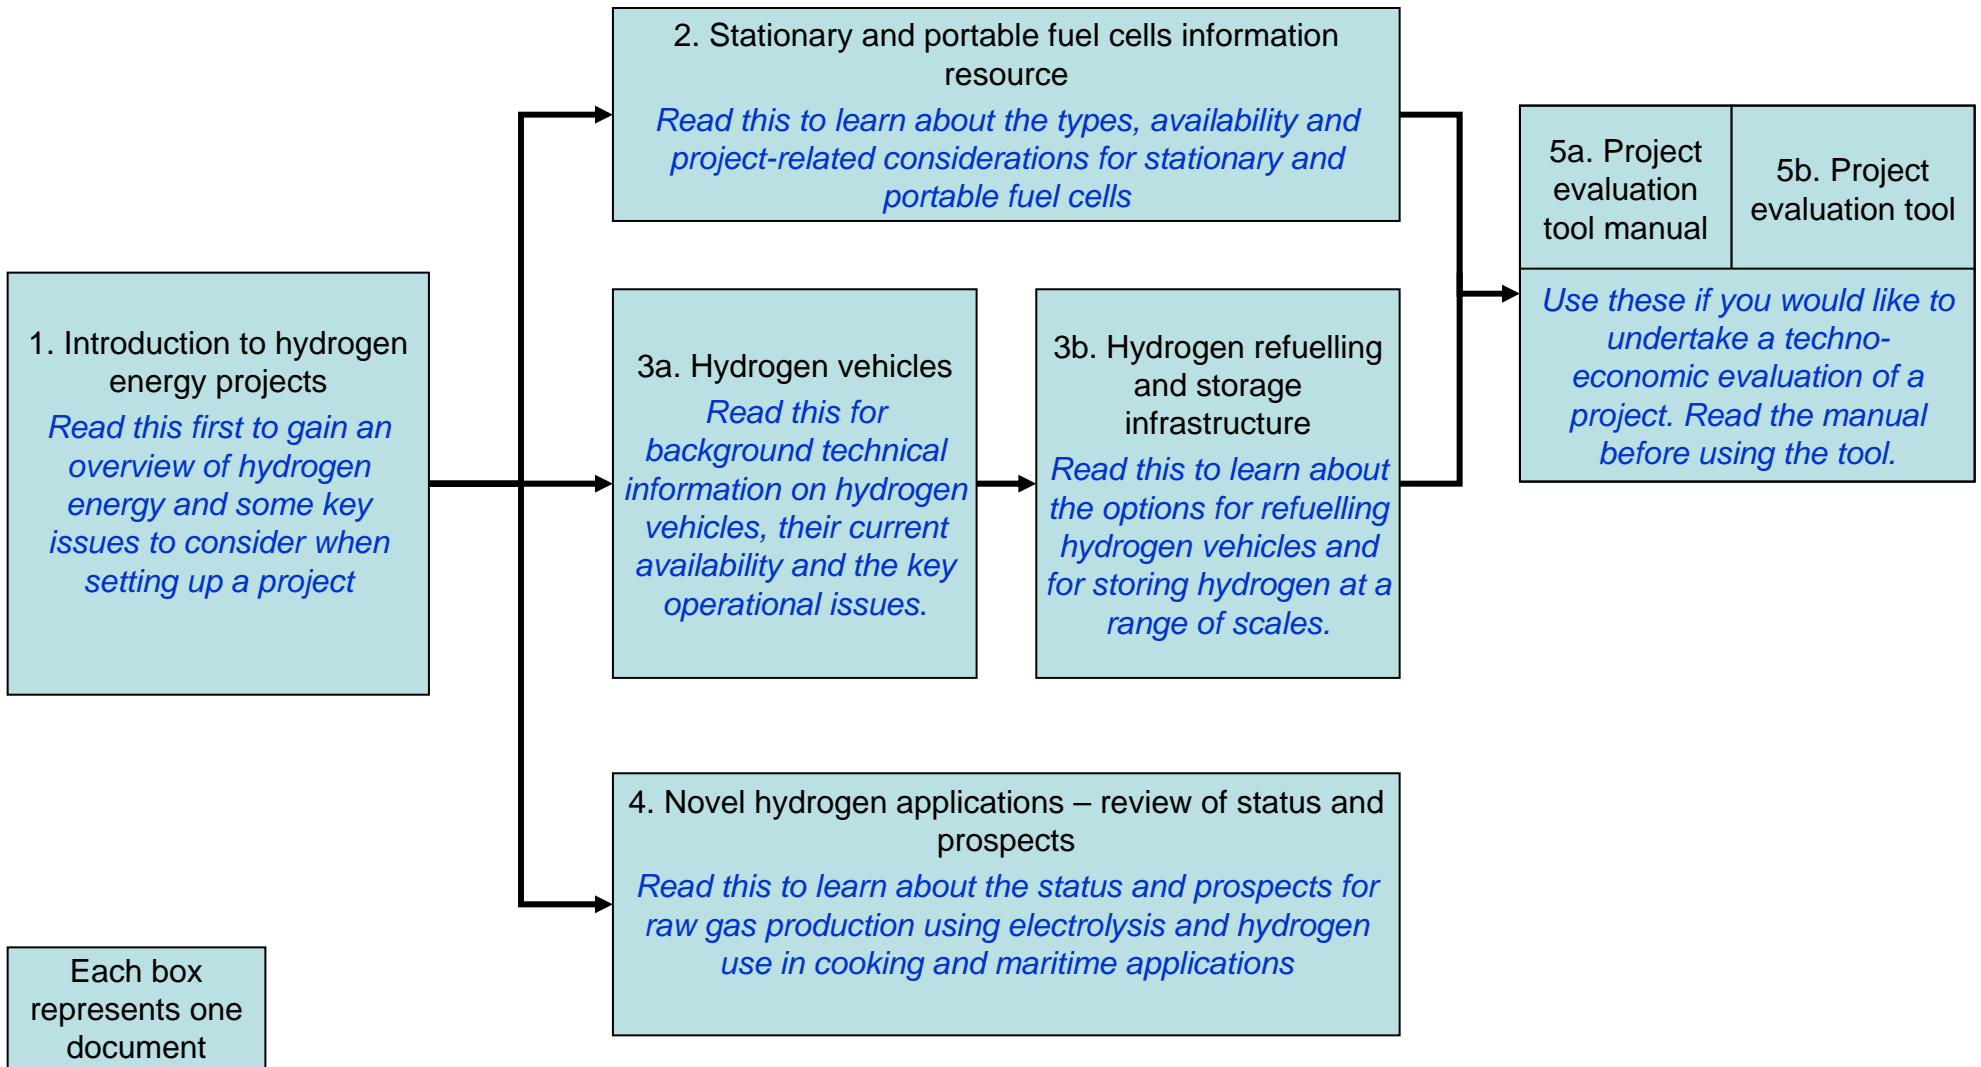 1. Introduction to hydrogen
energy projects
Read this first to gain an
overview of hydrogen
energy and some key
issues to consider when
setting up a project
2. Stationary and portable fuel cells information
resource
Read this to learn about the types, availability and
project-related considerations for stationary and
portable fuel cells
3a. Hydrogen vehicles
Read this for
background technical
information on hydrogen
vehicles, their current
availability and the key
operational issues.
3b. Hydrogen refuelling
and storage
infrastructure
Read this to learn about
the options for refuelling
hydrogen vehicles and
for storing hydrogen at a
range of scales.
4. Novel hydrogen applications – review of status and
prospects
Read this to learn about the status and prospects for
raw gas production using electrolysis and hydrogen
use in cooking and maritime applications
5a. Project
evaluation
tool manual
5b. Project
evaluation tool
Use these if you would like to
undertake a techno-
economic evaluation of a
project. Read the manual
before using the tool.
Each box
represents one
document